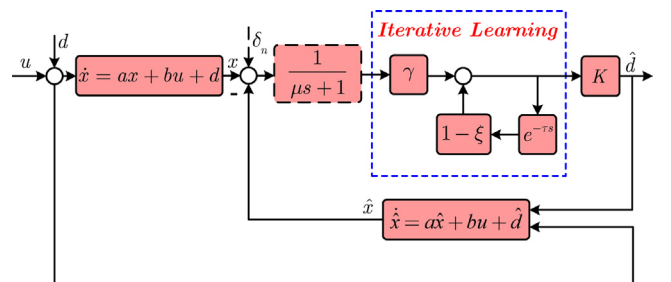 Iterative Learning
u
d
ẋ = ax + bu + d
x
-
δₙ
1
μs + 1
γ
1 − ξ
e^{−τs}
K
d̂
x̂
x̂̇ = ax̂ + bu + d̂